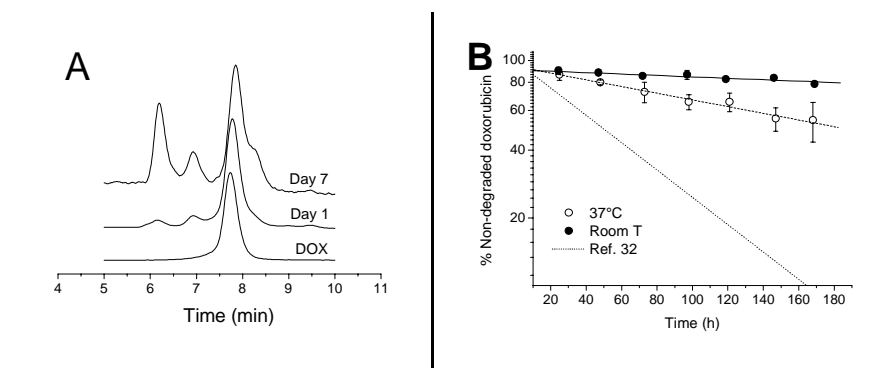 A
Day 7
Day 1
DOX
4 5 6 7 8 9 10 11
Time (min)
B
% Non-degraded doxorubicin
100
80
60
40
20
37°C
Room T
Ref. 32
20 40 60 80 100 120 140 160 180
Time (h)